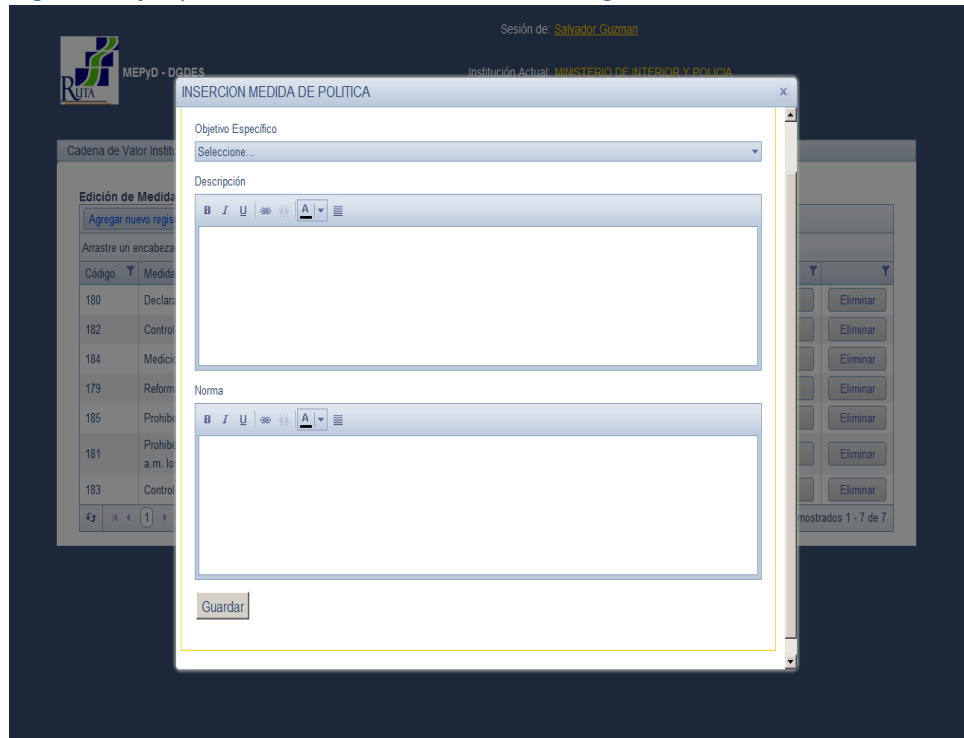 Sesión de: Salvador Guzman
RUTA
MEPyD - DGDES
Institución Actual: MINISTERIO DE INTERIOR Y POLICIA
INSERCION MEDIDA DE POLITICA
x
Cadena de Valor Instit
Objetivo Específico
Seleccione...
Edición de Medida
Descripción
Agregar nuevo regis
B I U A
Arrastre un encabeza
Código Medida
180 Declara Eliminar
182 Control Eliminar
184 Medició Eliminar
179 Reform Eliminar
Norma
185 Prohibe Eliminar
B I U A
181 Prohibe Eliminar
a.m. lo
183 Control Eliminar
1 mostrados 1 - 7 de 7
Guardar